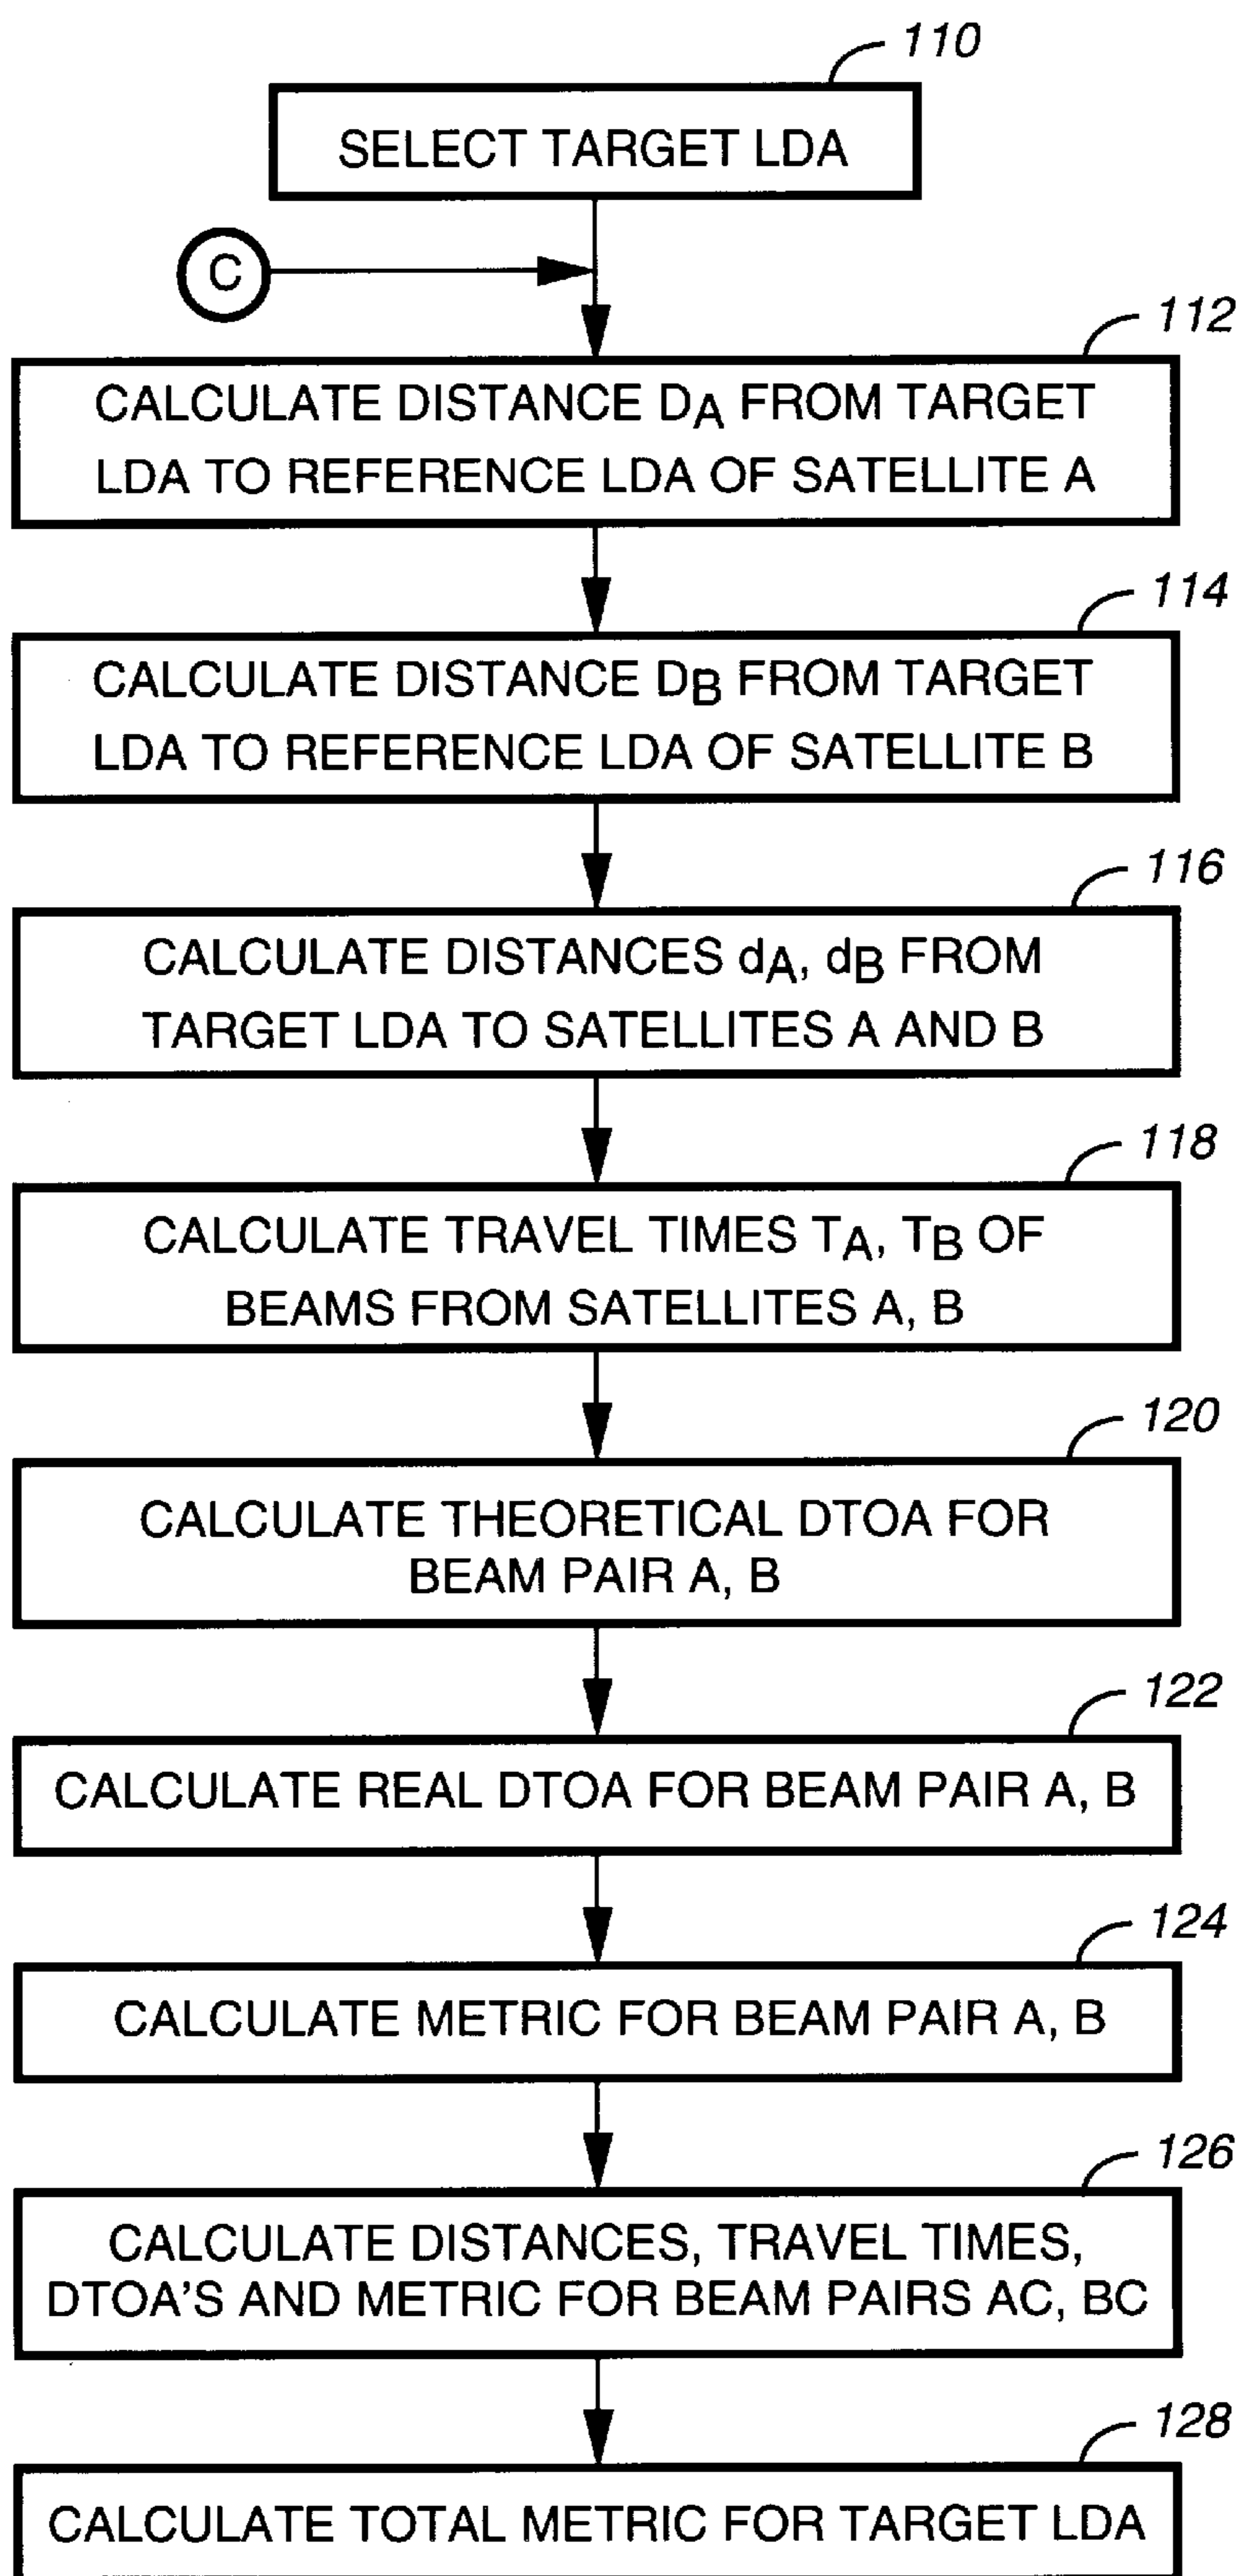 110
SELECT TARGET LDA
C
112
CALCULATE DISTANCE DA FROM TARGET
LDA TO REFERENCE LDA OF SATELLITE A
114
CALCULATE DISTANCE DB FROM TARGET
LDA TO REFERENCE LDA OF SATELLITE B
116
CALCULATE DISTANCES dA, dB FROM
TARGET LDA TO SATELLITES A AND B
118
CALCULATE TRAVEL TIMES TA, TB OF
BEAMS FROM SATELLITES A, B
120
CALCULATE THEORETICAL DTOA FOR
BEAM PAIR A, B
122
CALCULATE REAL DTOA FOR BEAM PAIR A, B
124
CALCULATE METRIC FOR BEAM PAIR A, B
126
CALCULATE DISTANCES, TRAVEL TIMES,
DTOA'S AND METRIC FOR BEAM PAIRS AC, BC
128
CALCULATE TOTAL METRIC FOR TARGET LDA